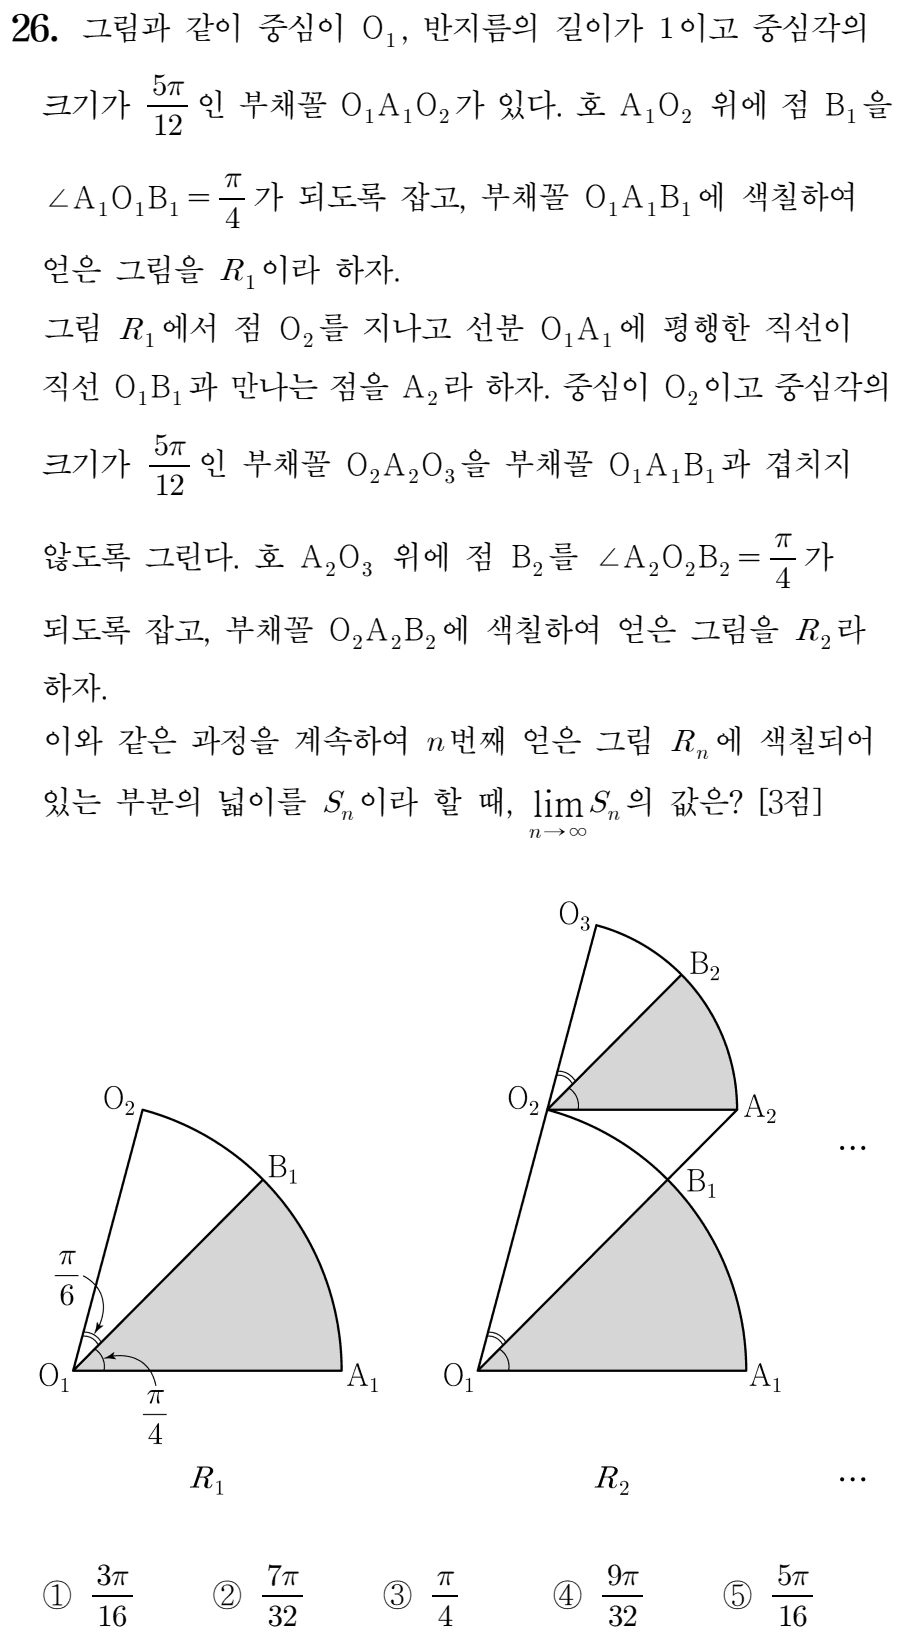 26. 그림과 같이 중심이 O₁, 반지름의 길이가 1이고 중심각의
크기가 5π/12 인 부채꼴 O₁A₁O₂가 있다. 호 A₁O₂ 위에 점 B₁을
∠A₁O₁B₁ = π/4 가 되도록 잡고, 부채꼴 O₁A₁B₁에 색칠하여
얻은 그림을 R₁이라 하자.
그림 R₁에서 점 O₂를 지나고 선분 O₁A₁에 평행한 직선이
직선 O₁B₁과 만나는 점을 A₂라 하자. 중심이 O₂이고 중심각의
크기가 5π/12 인 부채꼴 O₂A₂O₃을 부채꼴 O₁A₁B₁과 겹치지
않도록 그린다. 호 A₂O₃ 위에 점 B₂를 ∠A₂O₂B₂ = π/4 가
되도록 잡고, 부채꼴 O₂A₂B₂에 색칠하여 얻은 그림을 R₂라
하자.
이와 같은 과정을 계속하여 n번째 얻은 그림 Rₙ에 색칠되어
있는 부분의 넓이를 Sₙ이라 할 때, lim n→∞ Sₙ의 값은? [3점]
O₂
B₁
π/6
O₁
A₁
π/4
R₁
O₃
B₂
O₂
A₂
B₁
O₁
A₁
R₂
…
…
① 3π/16 ② 7π/32 ③ π/4 ④ 9π/32 ⑤ 5π/16